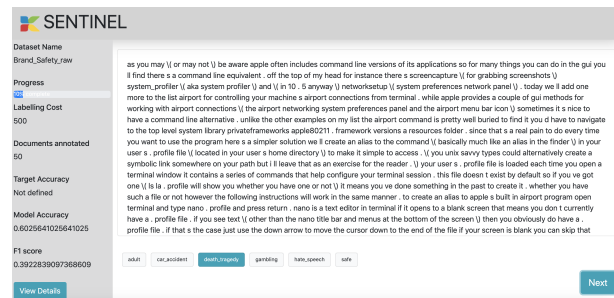 SENTINEL
Dataset Name
Brand_Safety_raw
Progress
10%
Labelling Cost
500
Documents annotated
50
Target Accuracy
Not defined
Model Accuracy
0.6025641025641025
F1 score
0.3922839097368609
View Details
as you may \( or may not \) be aware apple often includes command line versions of its applications so for many things you can do in the gui you
ll find there s a command line equivalent . off the top of my head for instance there s screencapture \( for grabbing screenshots \)
system_profiler \( aka system profiler \) and \( in 10 . 5 anyway \) networksetup \( system preferences network panel \) . today we ll add one
more to the list airport for controlling your machine s airport connections from terminal . while apple provides a couple of gui methods for
working with airport connections \( the airport networking system preferences panel and the airport menu bar icon \) sometimes it s nice to
have a command line alternative . unlike the other examples on my list the airport command is pretty well buried to find it you d have to navigate
to the top level system library privateframeworks apple80211 . framework versions a resources folder . since that s a real pain to do every time
you want to use the program here s a simpler solution we ll create an alias to the command \( basically much like an alias in the finder \) in your
user s . profile file \( located in your user s home directory \) to make it simple to access . \( you unix savvy types could alternatively create a
symbolic link somewhere on your path but i ll leave that as an exercise for the reader . \) your user s . profile file is loaded each time you open a
terminal window it contains a series of commands that help configure your terminal session . this file doesn t exist by default so if you ve got
one \( ls la . profile will show you whether you have one or not \) it means you ve done something in the past to create it . whether you have
such a file or not however the following instructions will work in the same manner . to create an alias to apple s built in airport program open
terminal and type nano . profile and press return . nano is a text editor in terminal if it opens to a blank screen that means you don t currently
have a . profile file . if you see text \( other than the nano title bar and menus at the bottom of the screen \) then you obviously do have a .
profile file . if that s the case just use the down arrow to move the cursor down to the end of the file if your screen is blank you can skip that
adult car_accident death_tragedy gambling hate_speech safe
Next